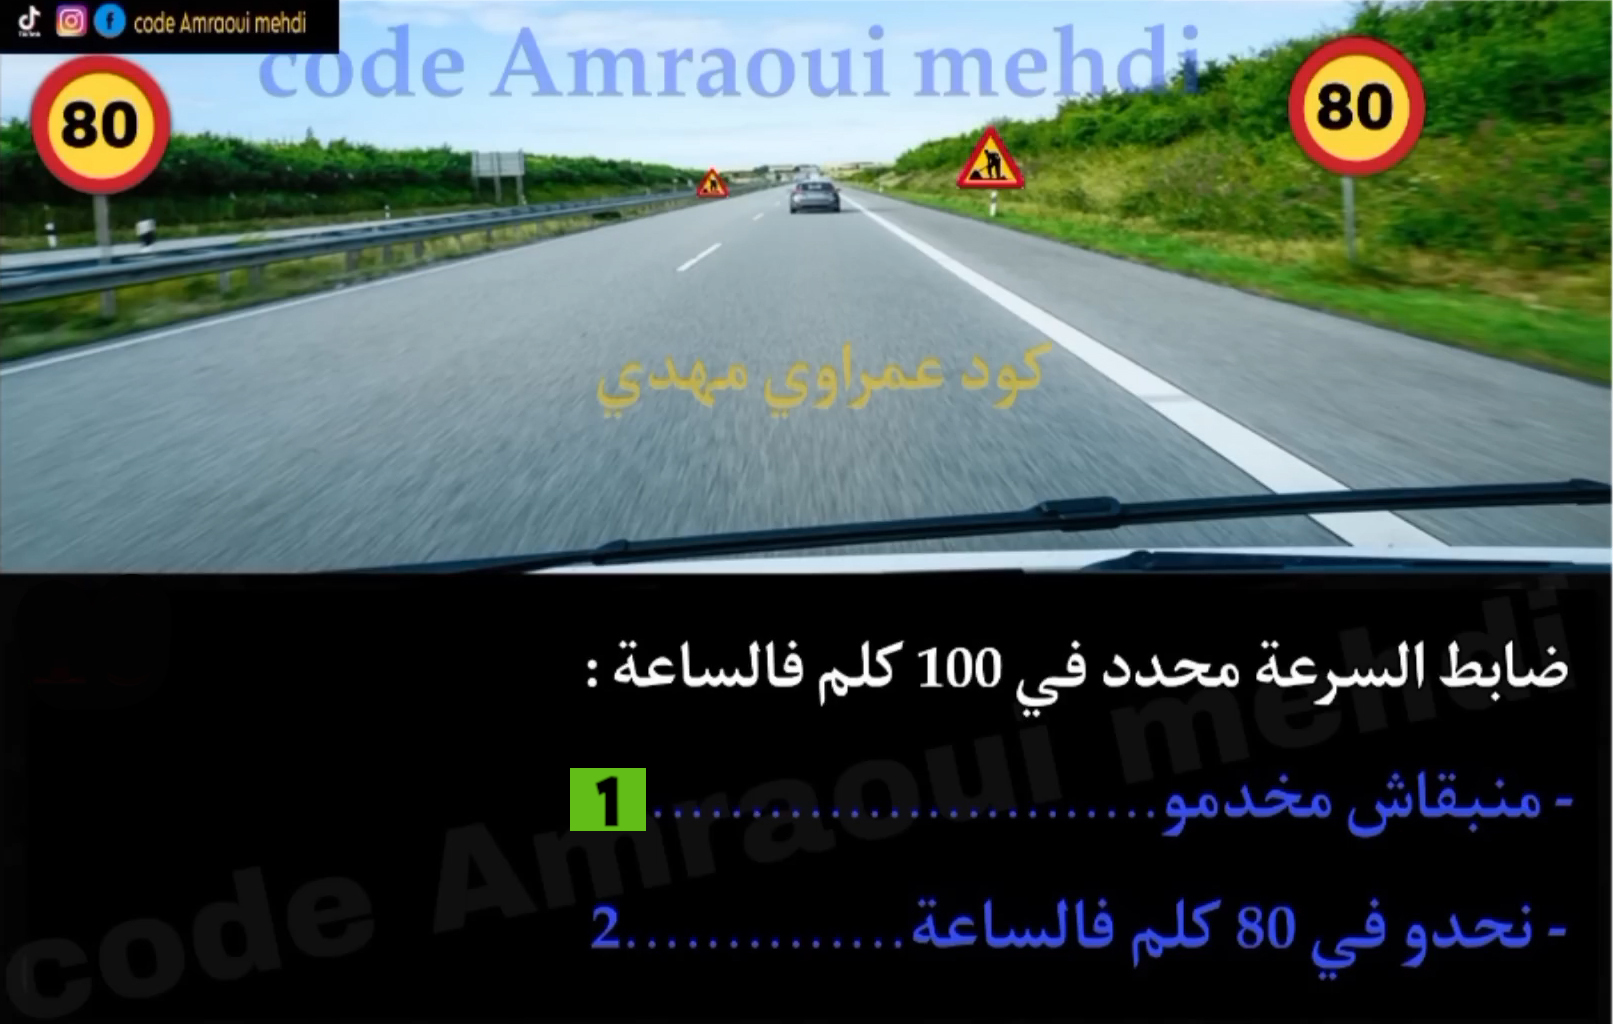 code Amraoui mehdi
code Amraoui mehdi
80
80
كود عمراوي مهدي
ضابط السرعة محدد في 100 كلم فالساعة :
- منبقاش مخدمو..........................1
- نحدو في 80 كلم فالساعة..............2
code Amraoui mehdi